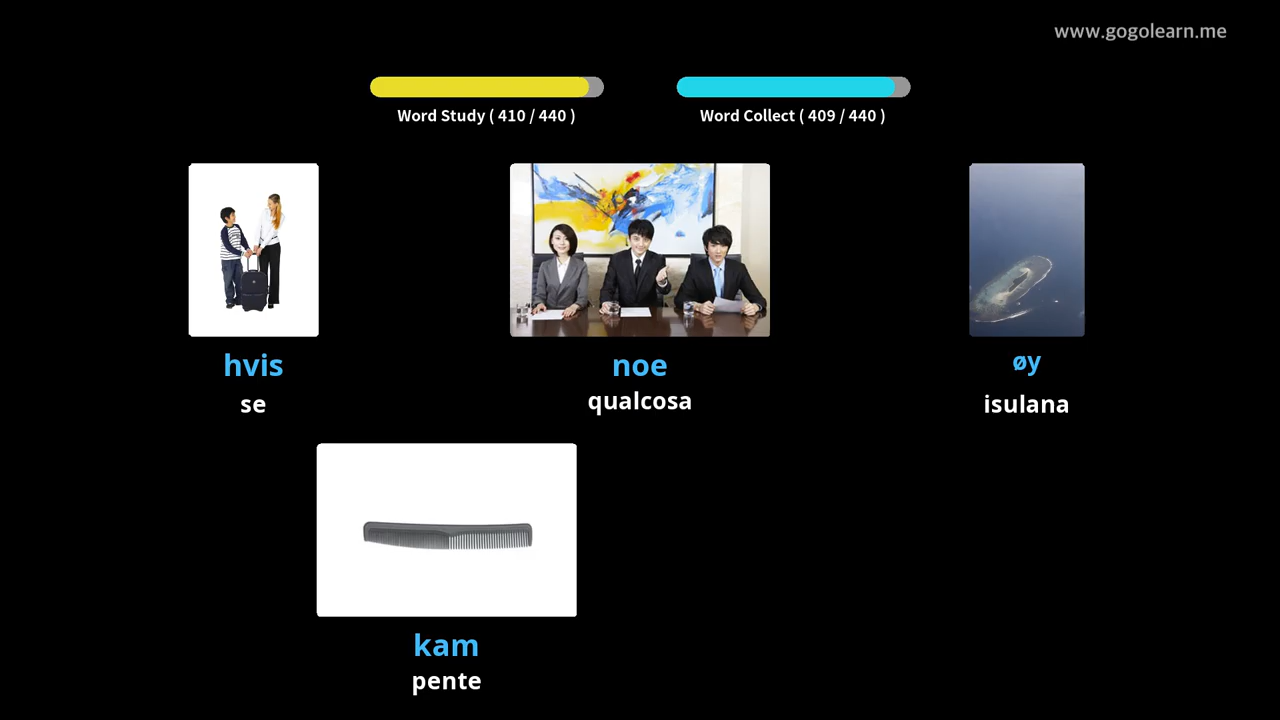 www.gogolearn.me
Word Study ( 410 / 440 )
Word Collect ( 409 / 440 )
hvis
se
noe
qualcosa
øy
isulana
kam
pente